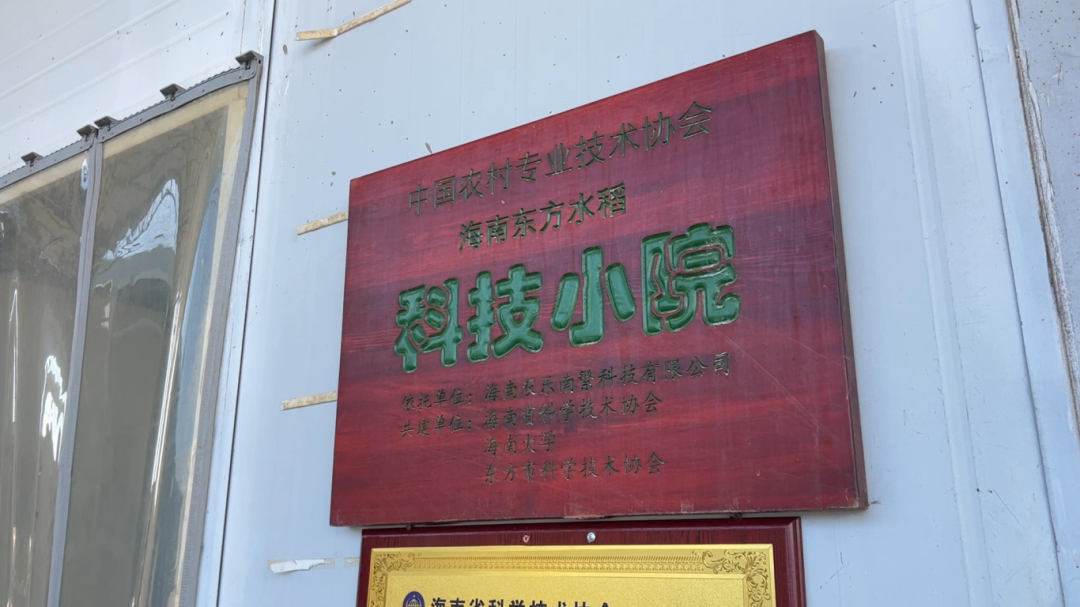 中国农村专业技术协会
海南东方水稻
科技小院
依托单位：海南农乐南繁科技有限公司
共建单位：海南省科学技术协会
海南大学
东方市科学技术协会
海南省科学技术协会